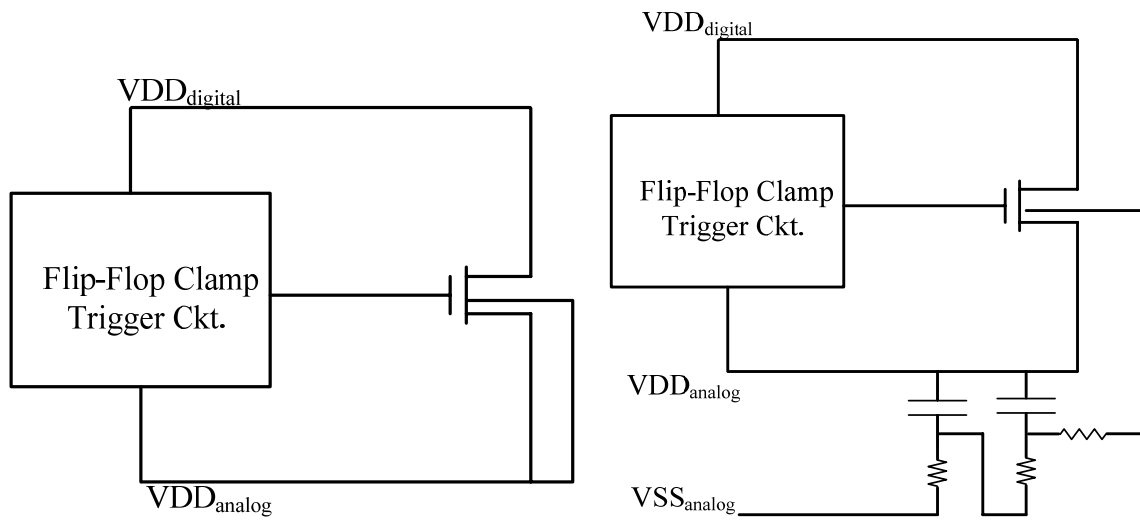 VDDdigital
Flip-Flop Clamp
Trigger Ckt.
VDDanalog
VDDdigital
Flip-Flop Clamp
Trigger Ckt.
VDDanalog
VSSanalog